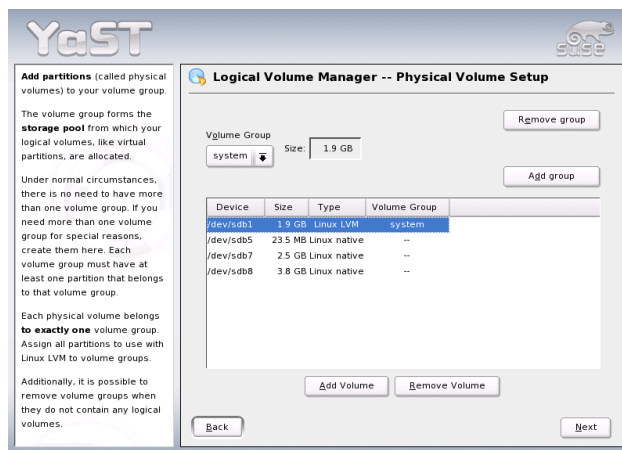 YaST
SUSE
Add partitions (called physical
volumes) to your volume group.
The volume group forms the
storage pool from which your
logical volumes, like virtual
partitions, are allocated.
Under normal circumstances,
there is no need to have more
than one volume group. If you
need more than one volume
group for special reasons,
create them here. Each
volume group must have at
least one partition that belongs
to that volume group.
Each physical volume belongs
to exactly one volume group.
Assign all partitions to use with
Linux LVM to volume groups.
Additionally, it is possible to
remove volume groups when
they do not contain any logical
volumes.
Logical Volume Manager -- Physical Volume Setup
Remove group
Volume Group
system
Size:
1.9 GB
Add group
Device Size Type Volume Group
/dev/sdb1 1.9 GB Linux LVM system
/dev/sdb5 23.5 MB Linux native --
/dev/sdb7 2.5 GB Linux native --
/dev/sdb8 3.8 GB Linux native --
Add Volume
Remove Volume
Back
Next